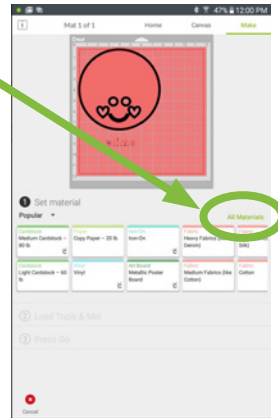 47% 12:00 PM
Mat 1 of 1 Home Canvas Make
Cricut
smile
1 Set material
Popular All Materials
Cardstock
Medium Cardstock – 80 lb
Paper
Copy Paper – 20 lb
Iron-On
Iron-On
Fabric
Heavy Fabrics (like Denim)
Fabric
Silk)
Cardstock
Light Cardstock – 60 lb
Vinyl
Vinyl
Art Board
Metallic Poster Board
Fabric
Medium Fabrics (like Cotton)
Fabric
Cotton
2 Load Tools & Mat
3 Press Go
Cancel